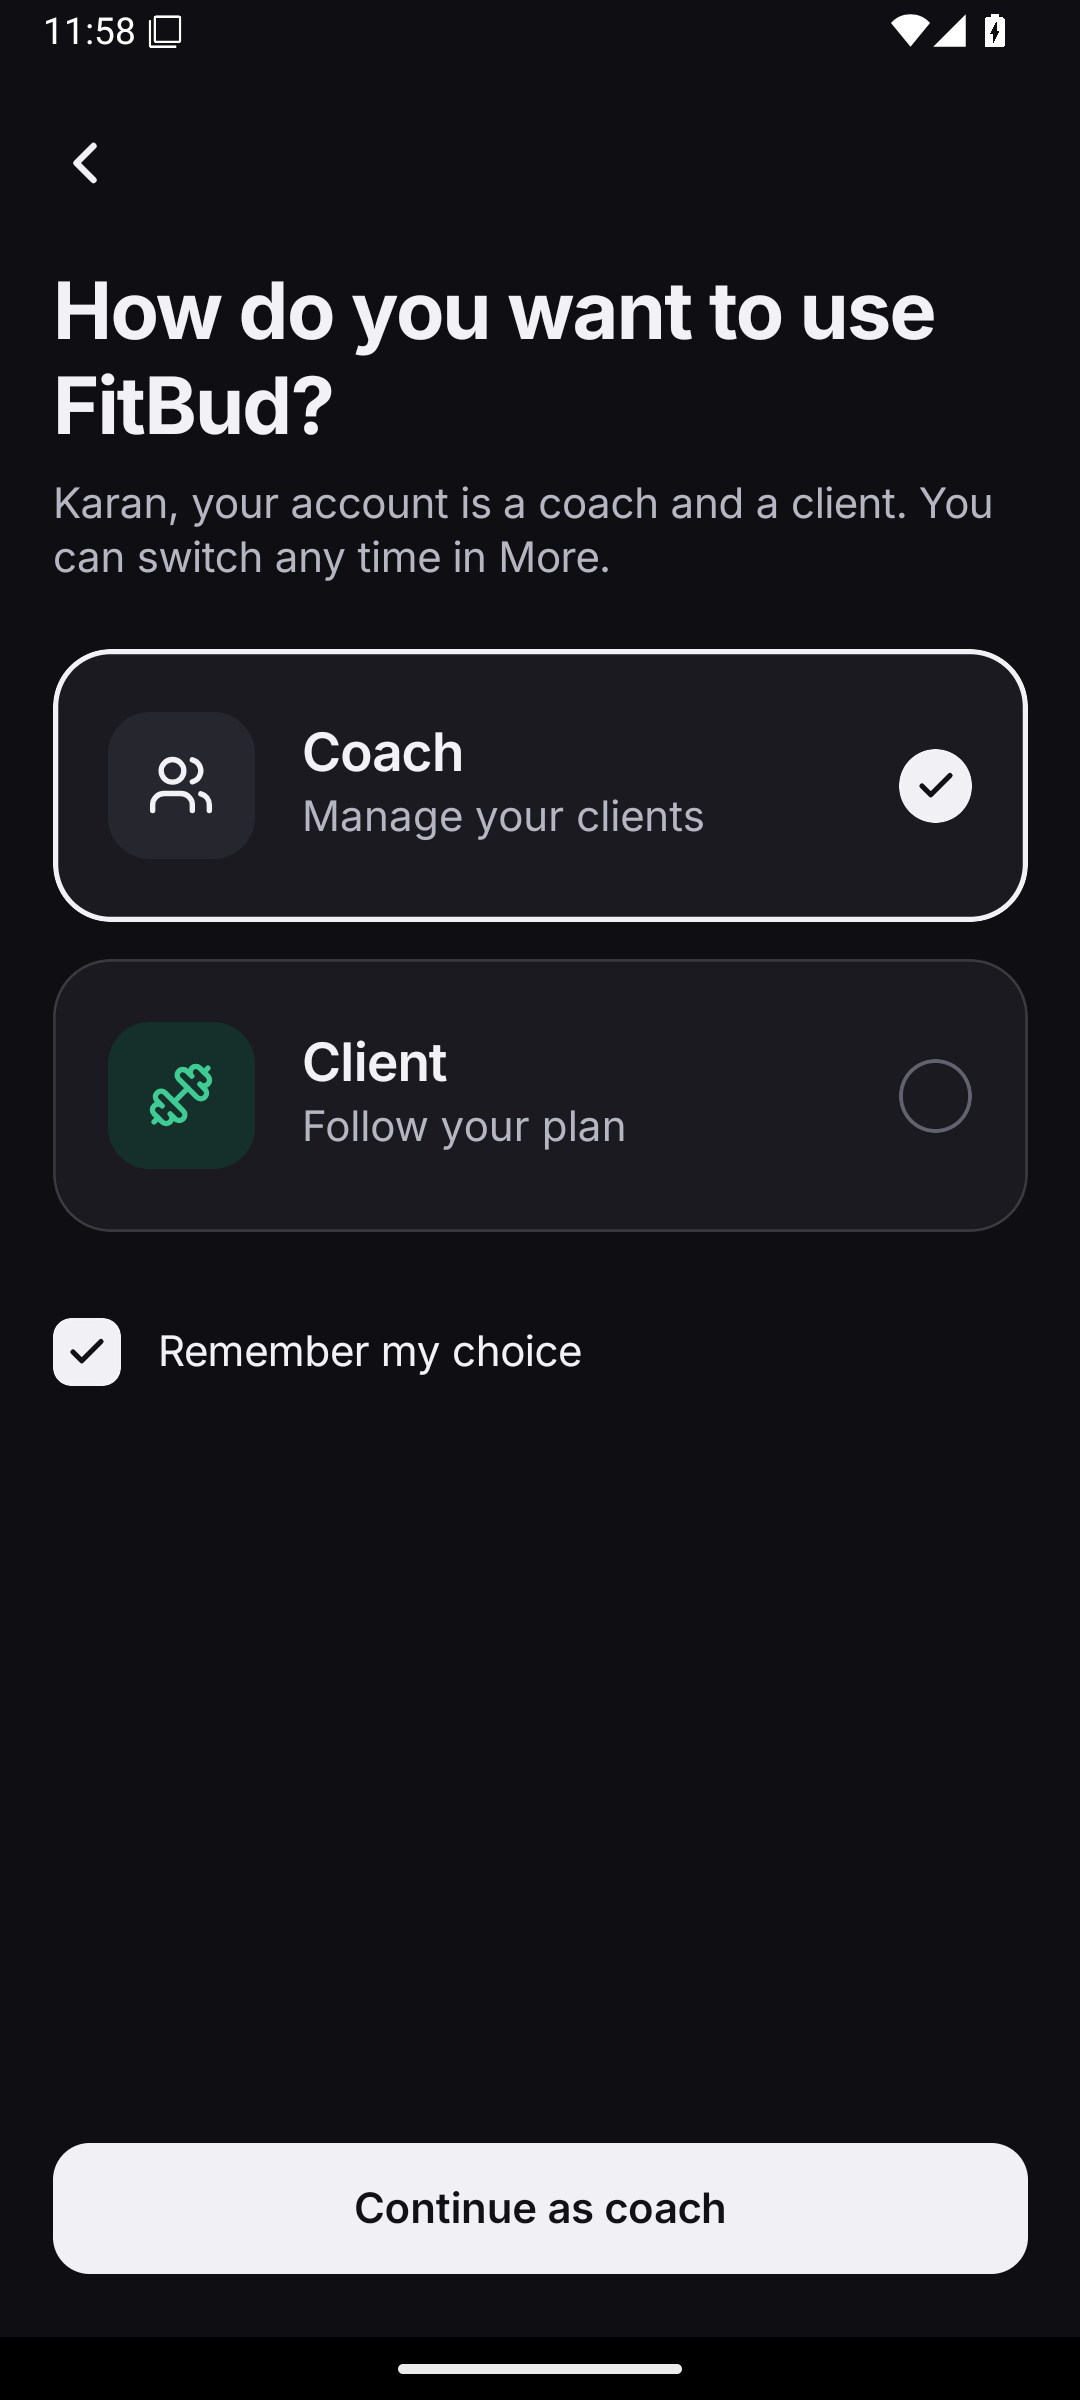 11:58
How do you want to use
FitBud?
Karan, your account is a coach and a client. You
can switch any time in More.
Coach
Manage your clients
Client
Follow your plan
Remember my choice
Continue as coach